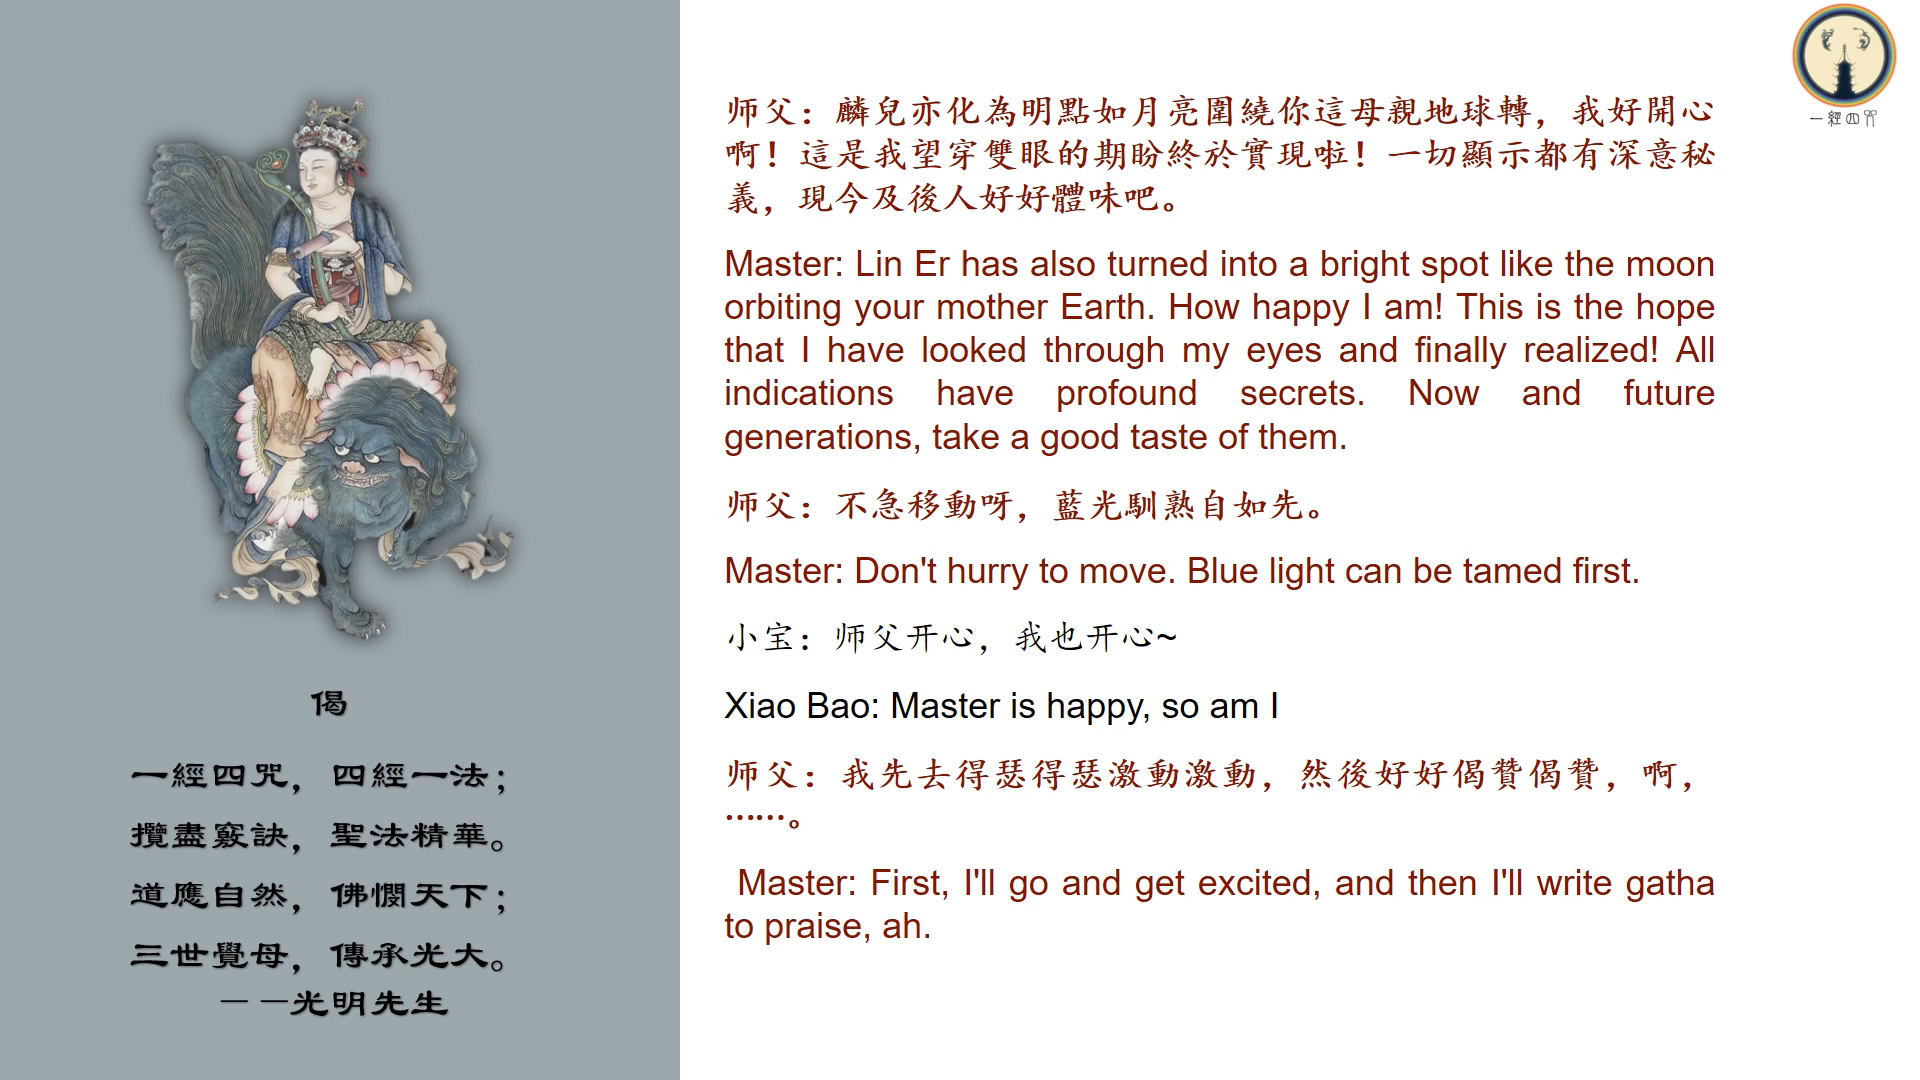 偈
一經四咒，四經一法；
攬盡竅訣，聖法精華。
道應自然，佛憫天下；
三世覺母，傳承光大。
——光明先生
师父：麟兒亦化為明點如月亮圍繞你這母親地球轉，我好開心
啊！這是我望穿雙眼的期盼終於實現啦！一切顯示都有深意秘
義，現今及後人好好體味吧。
Master: Lin Er has also turned into a bright spot like the moon
orbiting your mother Earth. How happy I am! This is the hope
that I have looked through my eyes and finally realized! All
indications have profound secrets. Now and future
generations, take a good taste of them.
师父：不急移動呀，藍光馴熟自如先。
Master: Don't hurry to move. Blue light can be tamed first.
小宝：师父开心，我也开心~
Xiao Bao: Master is happy, so am I
师父：我先去得瑟得瑟激動激動，然後好好偈贊偈贊，啊，
……。
Master: First, I'll go and get excited, and then I'll write gatha
to praise, ah.
一經四咒